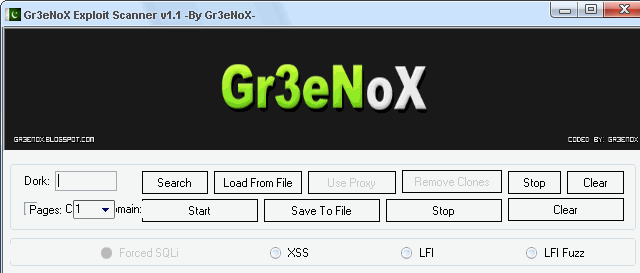 Gr3eNoX Exploit Scanner v1.1 -By Gr3eNoX-
Gr3eNoX
GR3ENOX.BLOGSPOT.COM CODED BY: GR3ENOX
Dork: Search Load From File Use Proxy Remove Clones Stop Clear
Pages: C 1 main: Start Save To File Stop Clear
Forced SQLi XSS LFI LFI Fuzz